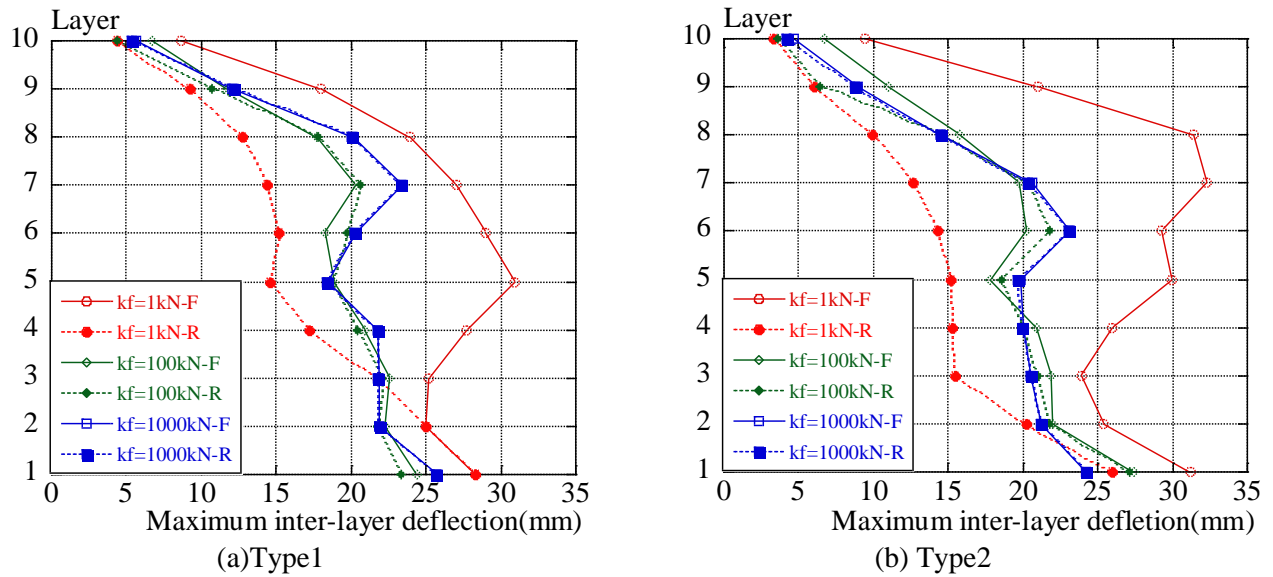 Layer
10
9
8
7
6
5
4
3
2
1
kf=1kN-F
kf=1kN-R
kf=100kN-F
kf=100kN-R
kf=1000kN-F
kf=1000kN-R
0 5 10 15 20 25 30 35
Maximum inter-layer deflection(mm)
(a)Type1
Layer
10
9
8
7
6
5
4
3
2
1
kf=1kN-F
kf=1kN-R
kf=100kN-F
kf=100kN-R
kf=1000kN-F
kf=1000kN-R
0 5 10 15 20 25 30 35
Maximum inter-layer defletion(mm)
(b) Type2